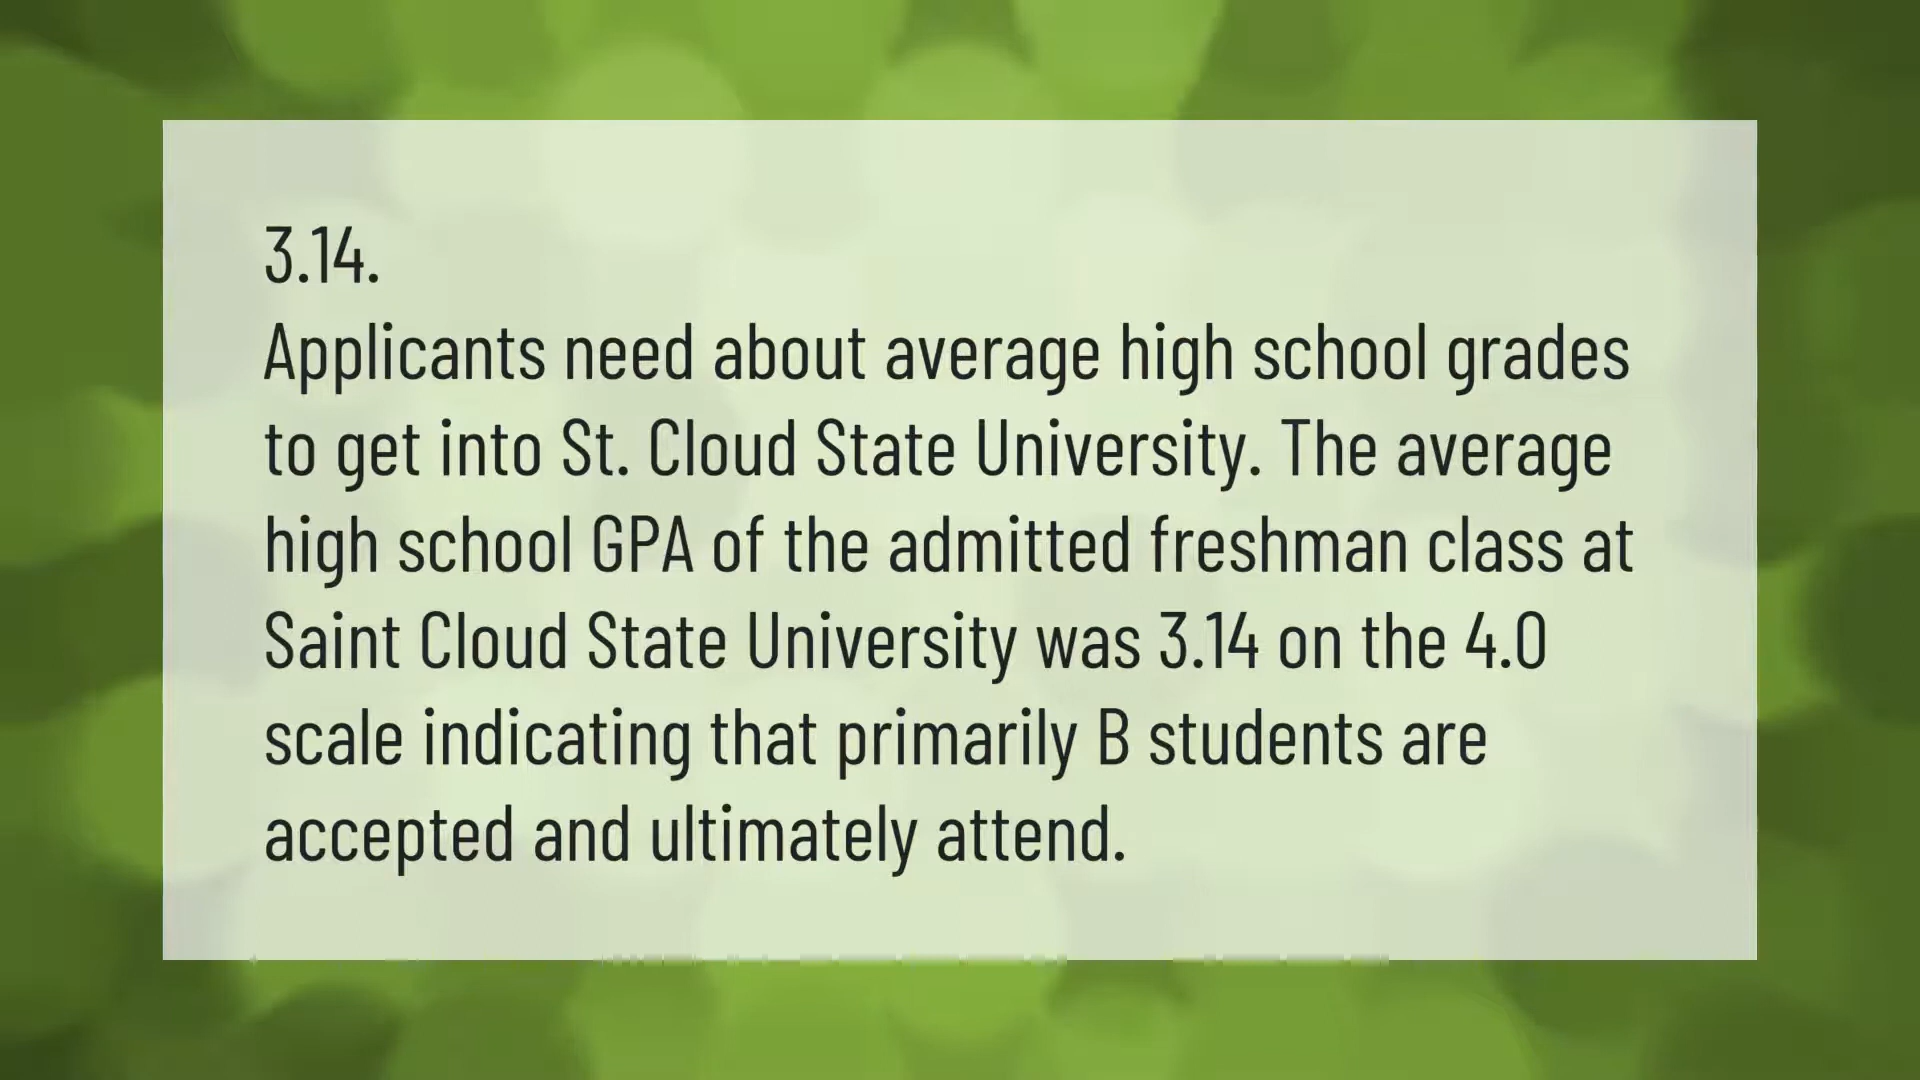 3.14.
Applicants need about average high school grades
to get into St. Cloud State University. The average
high school GPA of the admitted freshman class at
Saint Cloud State University was 3.14 on the 4.0
scale indicating that primarily B students are
accepted and ultimately attend.